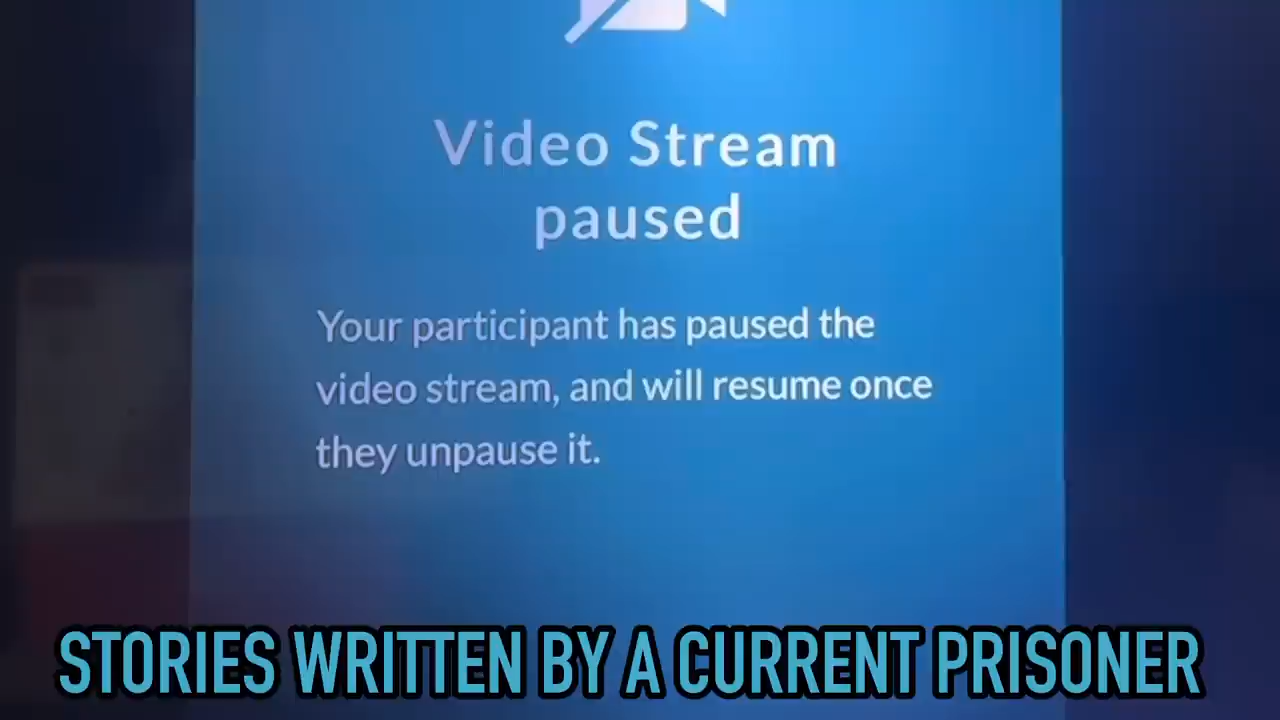 Video Stream
paused
Your participant has paused the
video stream, and will resume once
they unpause it.
STORIES WRITTEN BY A CURRENT PRISONER